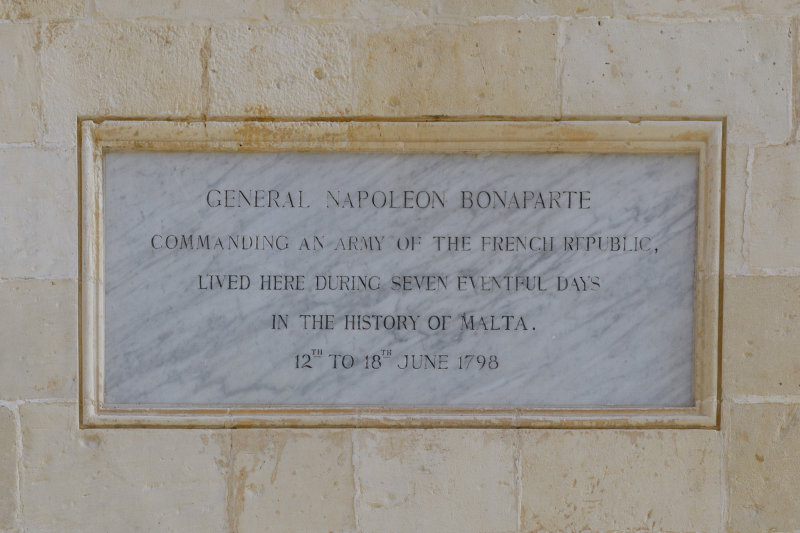 GENERAL NAPOLEON BONAPARTE
COMMANDING AN ARMY OF THE FRENCH REPUBLIC,
LIVED HERE DURING SEVEN EVENTFUL DAYS
IN THE HISTORY OF MALTA.
12TH TO 18TH JUNE 1798